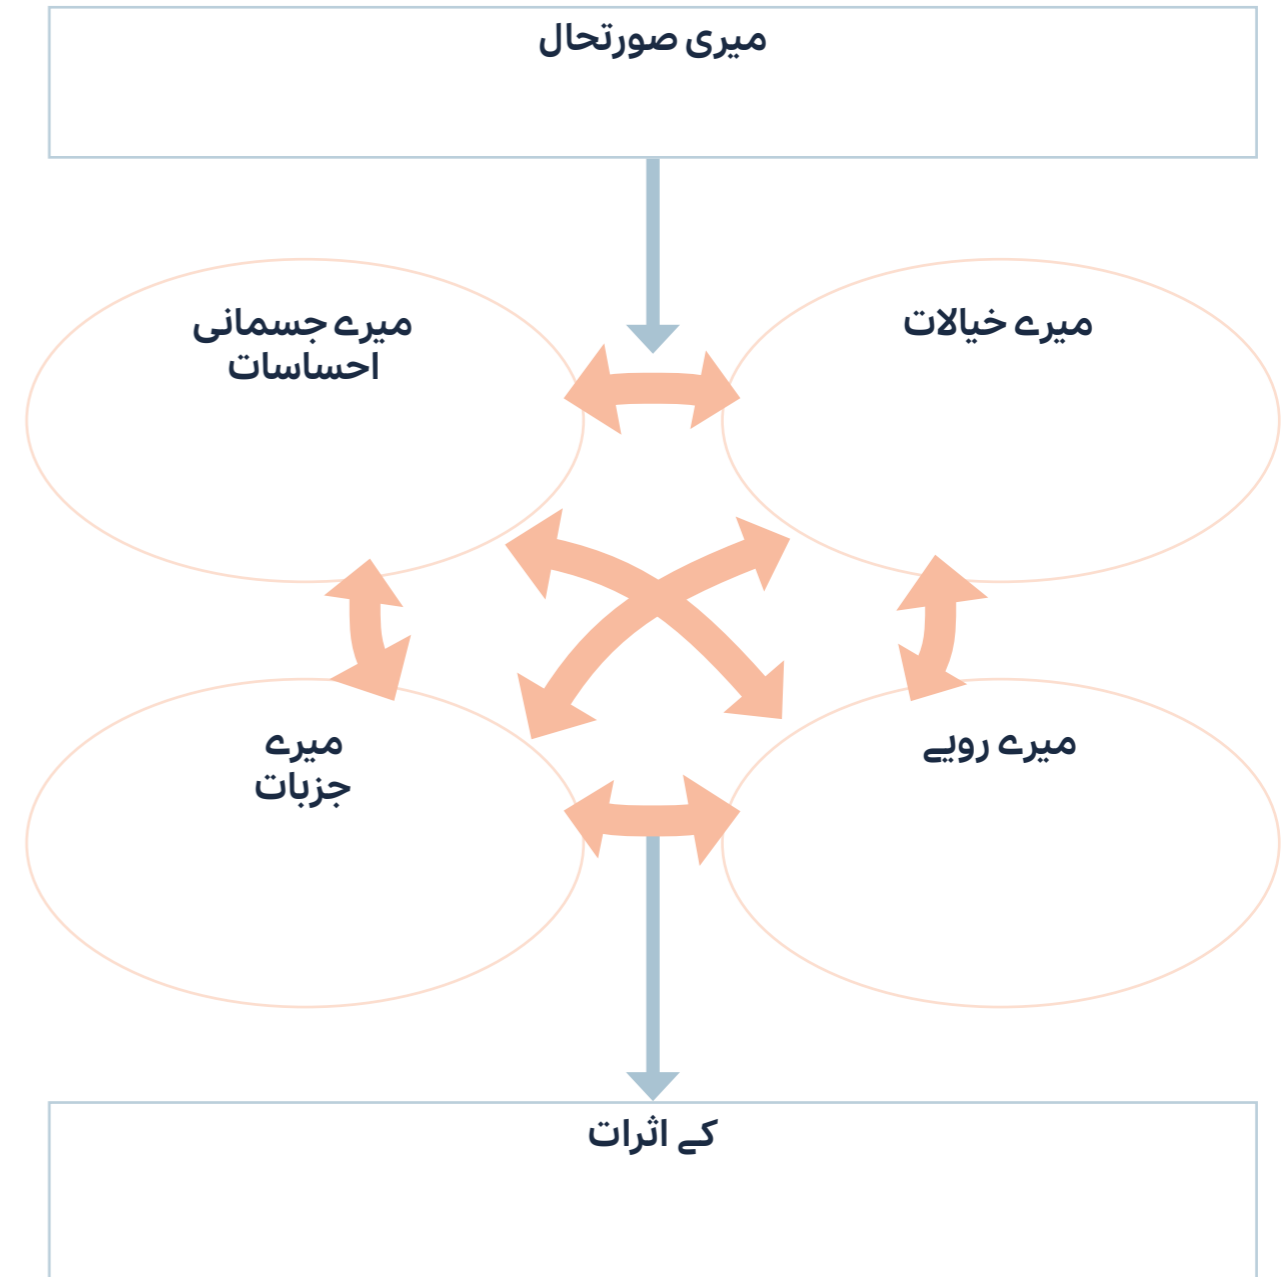 میری صورتحال
میرے خیالات
میرے جسمانی
احساسات
میرے رویے
میرے
جزبات
کے اثرات